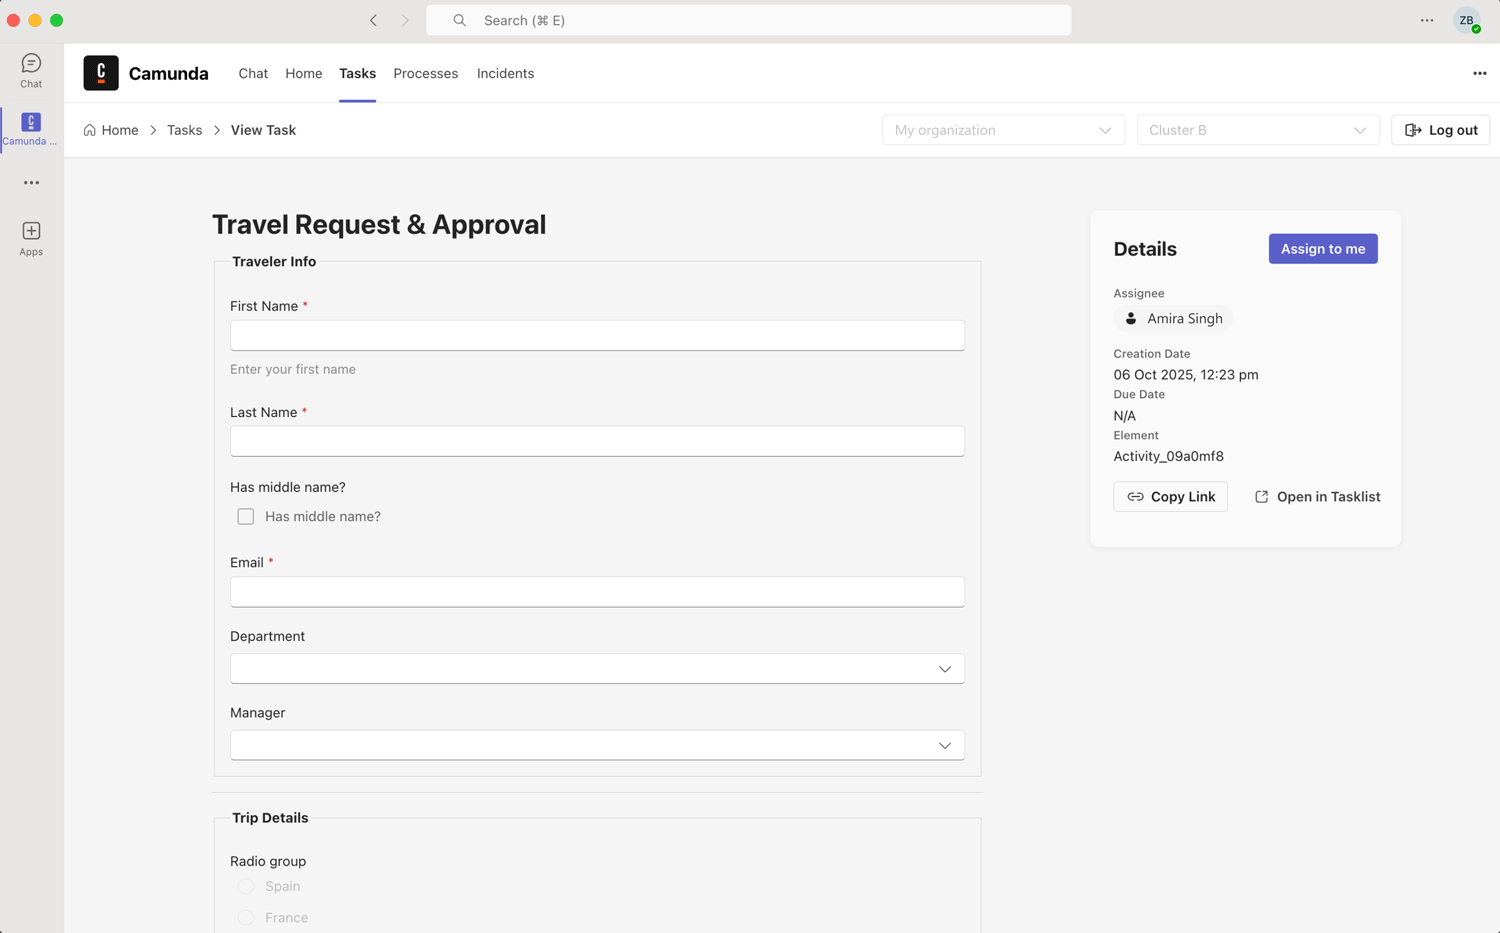 Search (⌘ E)
ZB
Chat
Camunda ...
Apps
Camunda
Chat
Home
Tasks
Processes
Incidents
Home
Tasks
View Task
My organization
Cluster B
Log out
Travel Request & Approval
Traveler Info
First Name *
Enter your first name
Last Name *
Has middle name?
Has middle name?
Email *
Department
Manager
Trip Details
Radio group
Spain
France
Details
Assign to me
Assignee
Amira Singh
Creation Date
06 Oct 2025, 12:23 pm
Due Date
N/A
Element
Activity_09a0mf8
Copy Link
Open in Tasklist